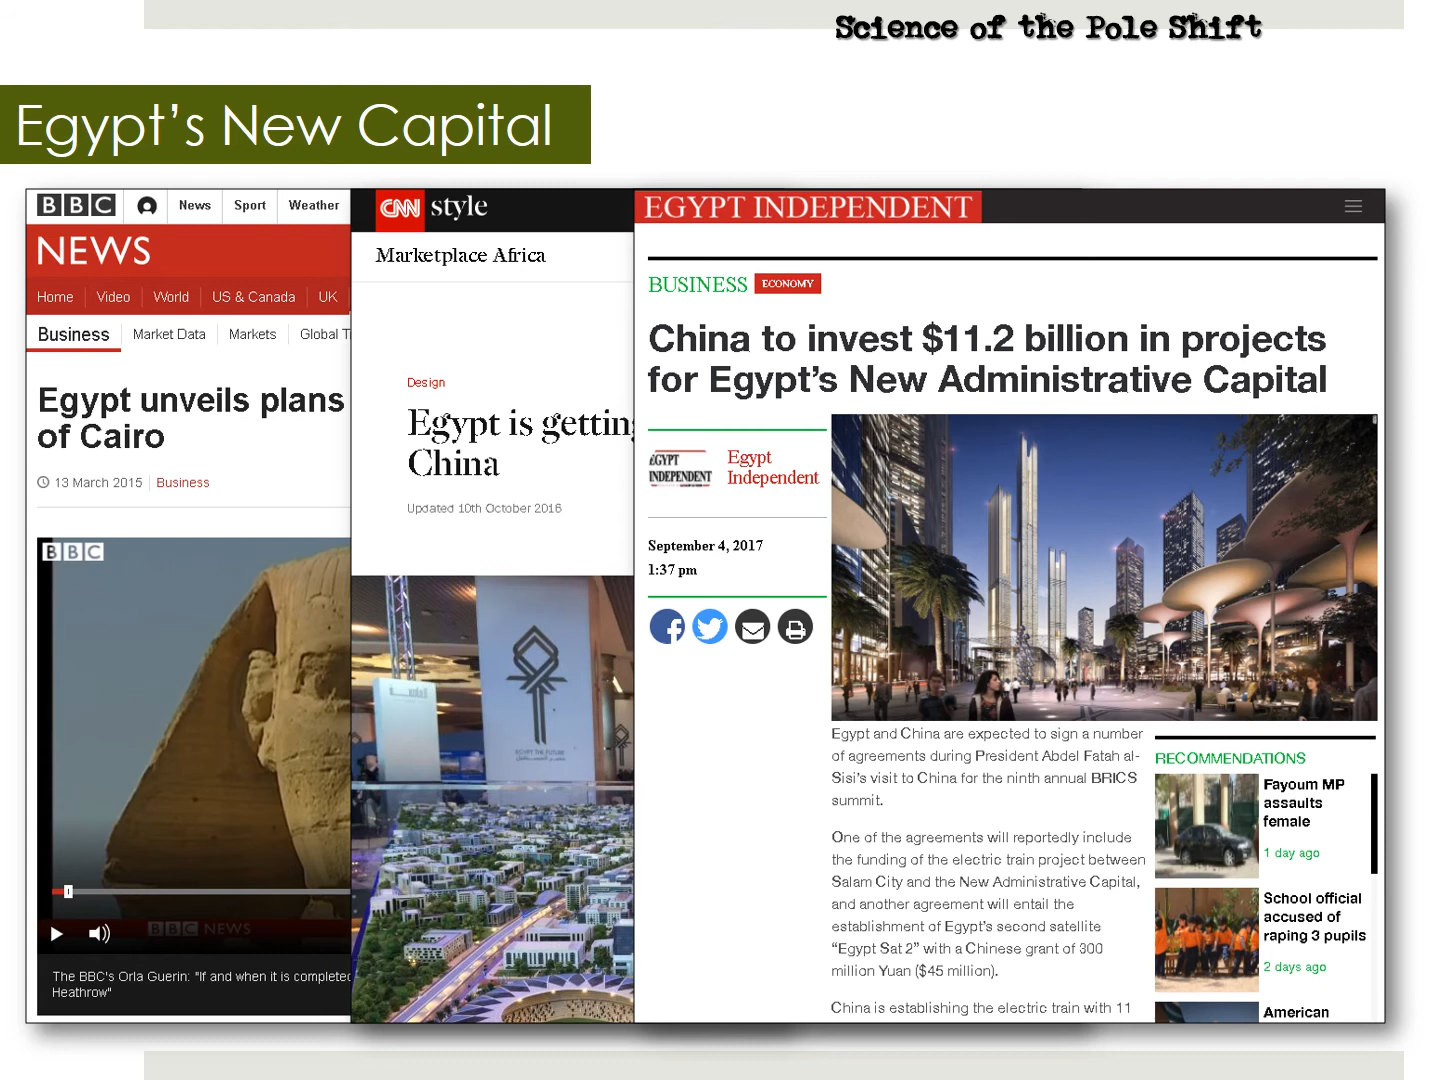 Science of the Pole Shift
Egypt's New Capital
BBC
News
Sport
Weather
NEWS
Home
Video
World
US & Canada
UK
Business
Market Data
Markets
Global T
Egypt unveils plans
of Cairo
13 March 2015
Business
BBC
BBC NEWS
The BBC's Orla Guerin: "If and when it is completed
Heathrow"
CNN style
Marketplace Africa
Design
Egypt is getting
China
Updated 10th October 2016
EGYPT THE FUTURE
EGYPT INDEPENDENT
BUSINESS
ECONOMY
China to invest $11.2 billion in projects
for Egypt's New Administrative Capital
EGYPT
INDEPENDENT
Egypt
Independent
September 4, 2017
1:37 pm
Egypt and China are expected to sign a number
of agreements during President Abdel Fatah al-
Sisi's visit to China for the ninth annual BRICS
summit.
One of the agreements will reportedly include
the funding of the electric train project between
Salam City and the New Administrative Capital,
and another agreement will entail the
establishment of Egypt's second satellite
“Egypt Sat 2” with a Chinese grant of 300
million Yuan ($45 million).
China is establishing the electric train with 11
RECOMMENDATIONS
Fayoum MP
assaults
female
1 day ago
School official
accused of
raping 3 pupils
2 days ago
American